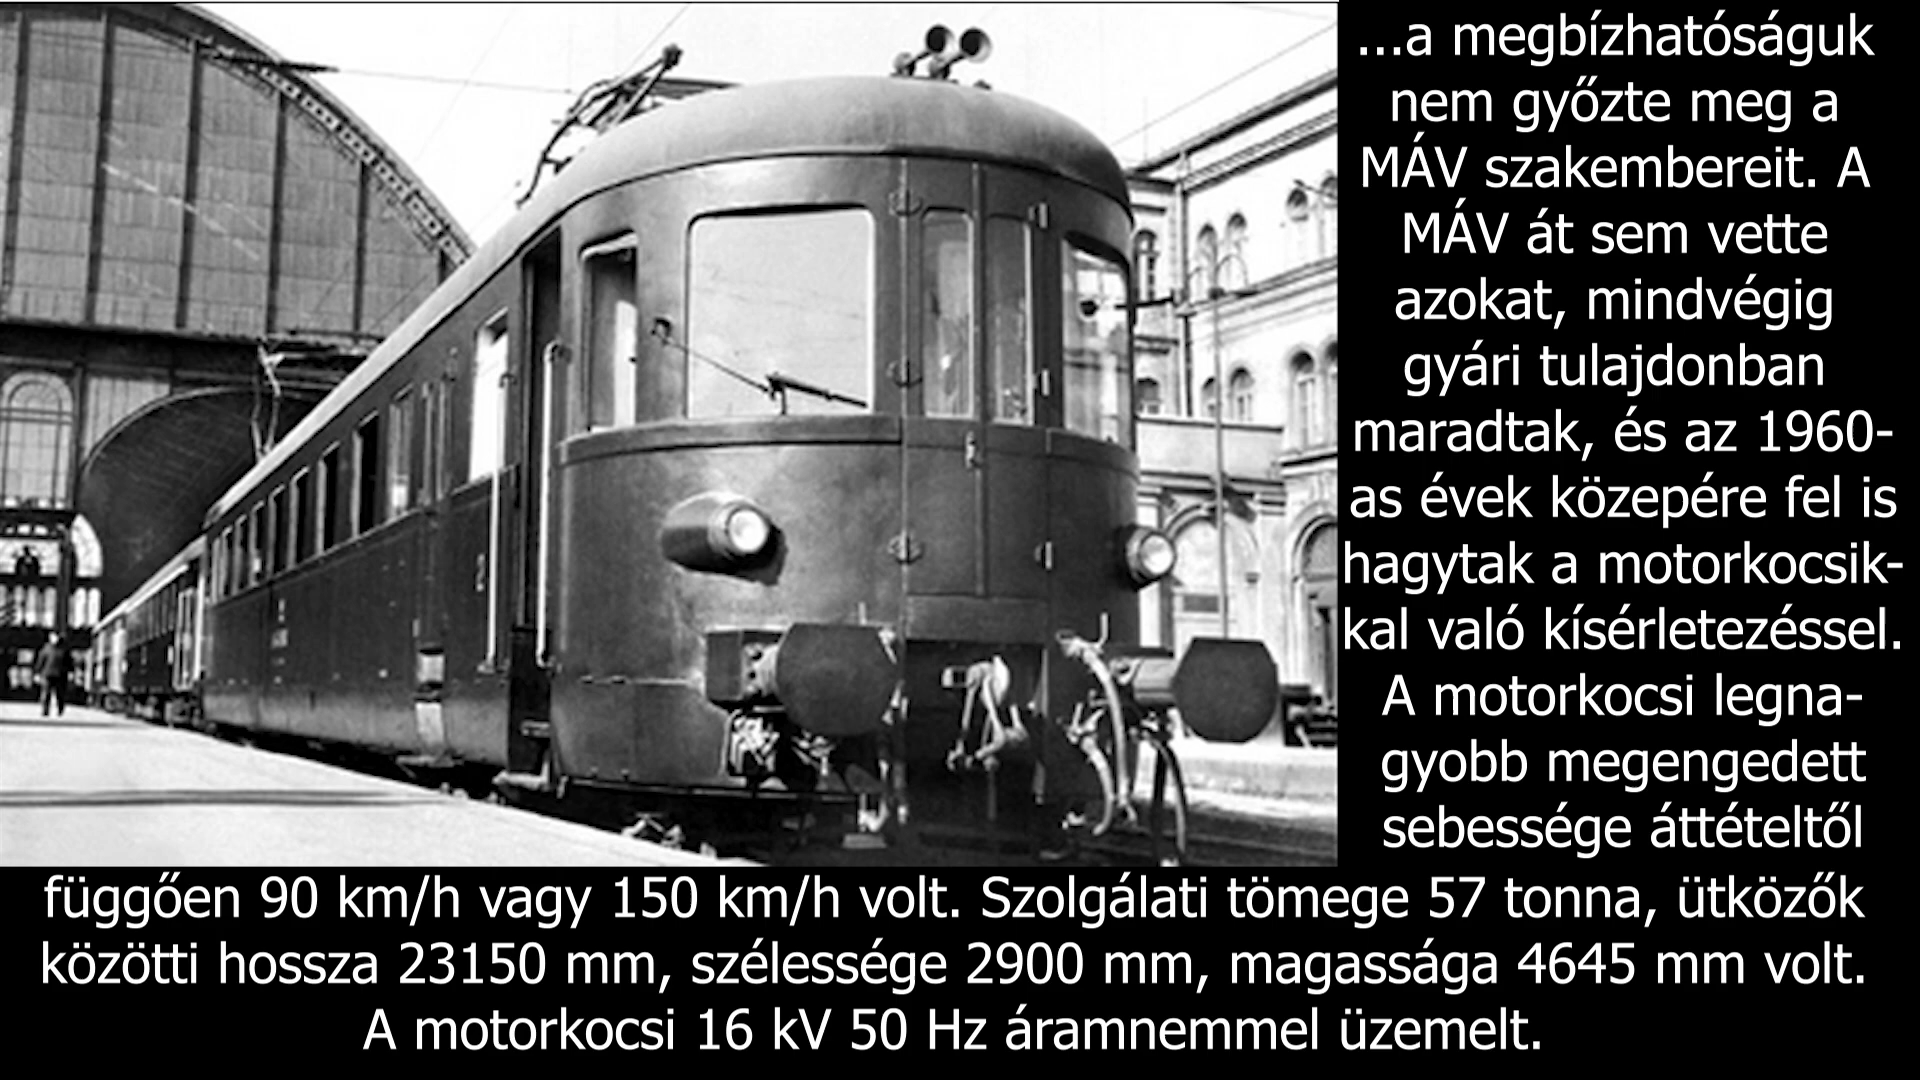 ...a megbízhatóságuk
nem győzte meg a
MÁV szakembereit. A
MÁV át sem vette
azokat, mindvégig
gyári tulajdonban
maradtak, és az 1960-
as évek közepére fel is
hagytak a motorkocsik-
kal való kísérletezéssel.
A motorkocsi legna-
gyobb megengedett
sebessége áttételtől
függően 90 km/h vagy 150 km/h volt. Szolgálati tömege 57 tonna, ütközők
közötti hossza 23150 mm, szélessége 2900 mm, magassága 4645 mm volt.
A motorkocsi 16 kV 50 Hz áramnemmel üzemelt.